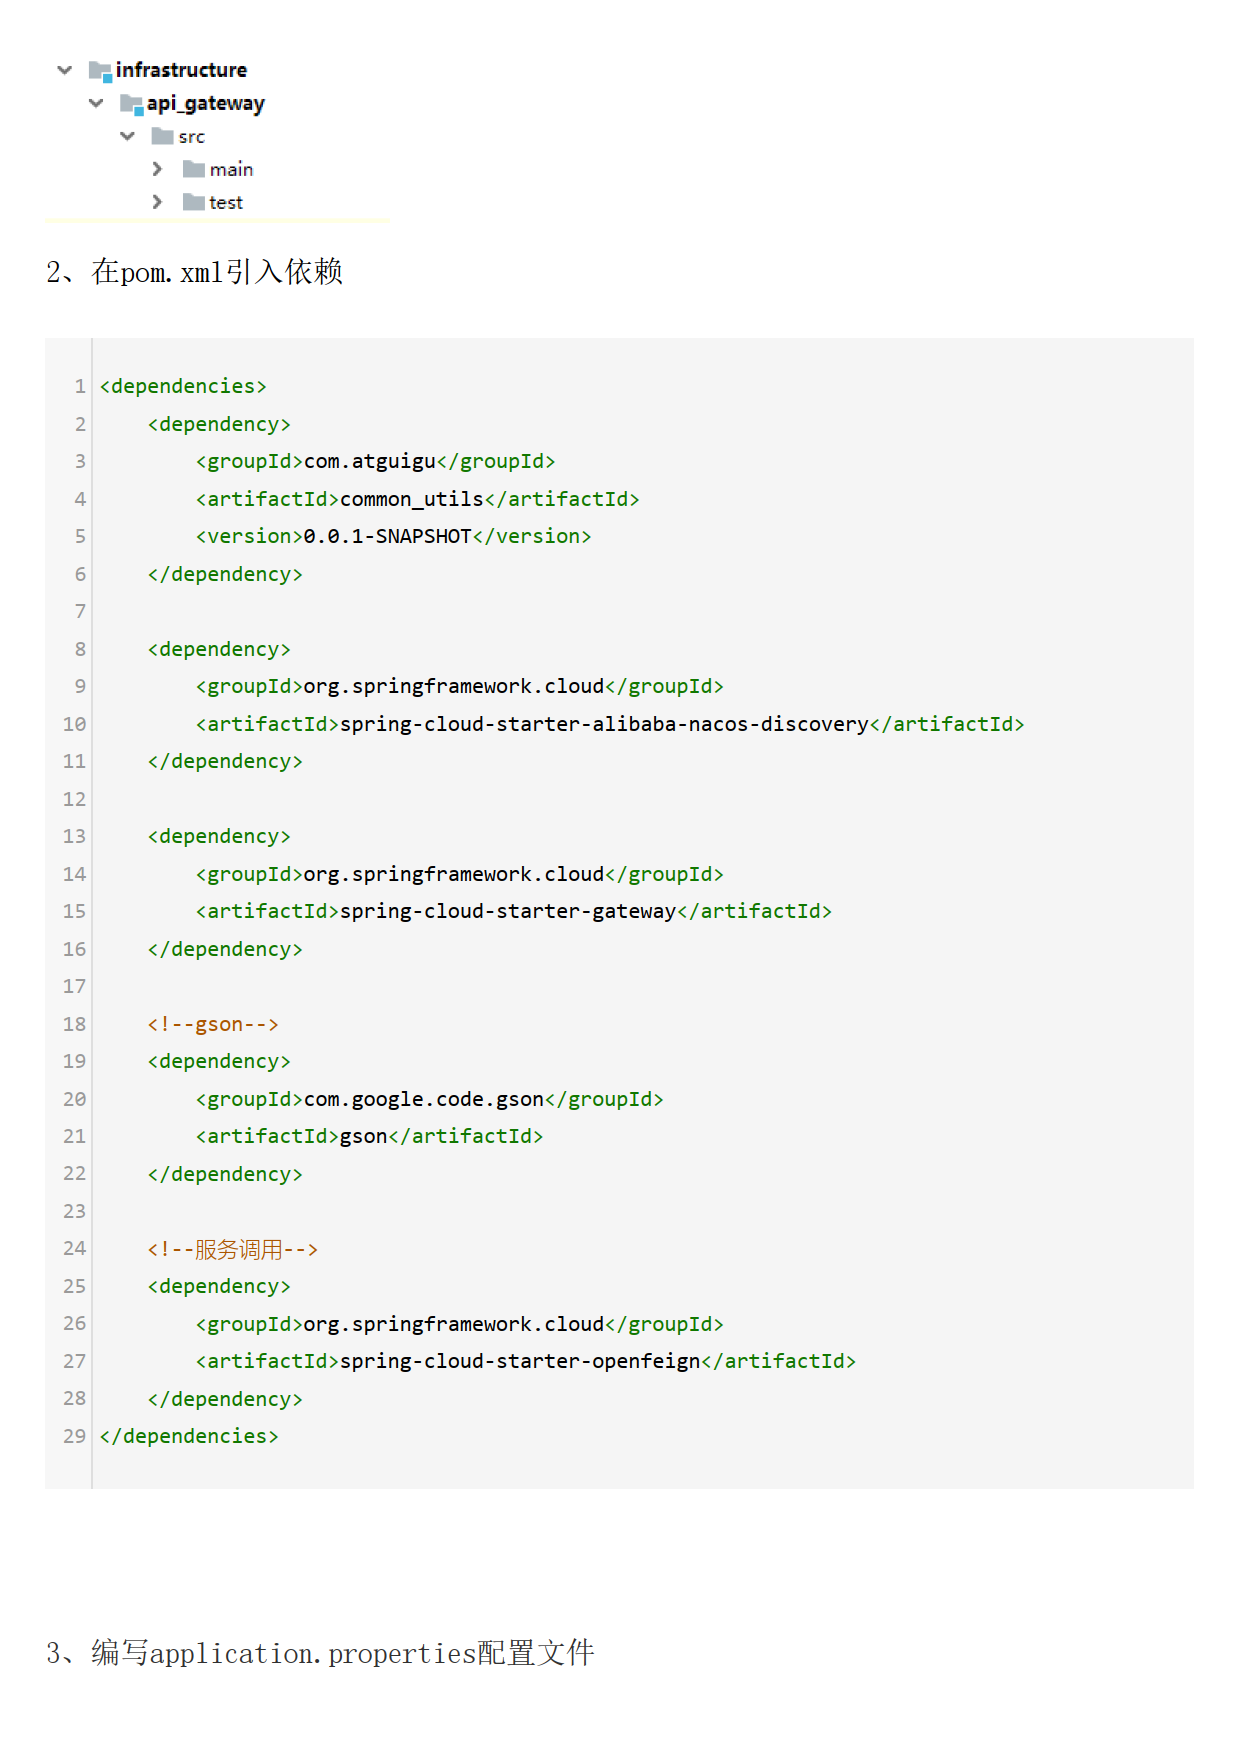 infrastructure
api_gateway
src
main
test
2、在pom.xml引入依赖
1 <dependencies>
2     <dependency>
3         <groupId>com.atguigu</groupId>
4         <artifactId>common_utils</artifactId>
5         <version>0.0.1-SNAPSHOT</version>
6     </dependency>
7
8     <dependency>
9         <groupId>org.springframework.cloud</groupId>
10         <artifactId>spring-cloud-starter-alibaba-nacos-discovery</artifactId>
11     </dependency>
12
13     <dependency>
14         <groupId>org.springframework.cloud</groupId>
15         <artifactId>spring-cloud-starter-gateway</artifactId>
16     </dependency>
17
18     <!--gson-->
19     <dependency>
20         <groupId>com.google.code.gson</groupId>
21         <artifactId>gson</artifactId>
22     </dependency>
23
24     <!--服务调用-->
25     <dependency>
26         <groupId>org.springframework.cloud</groupId>
27         <artifactId>spring-cloud-starter-openfeign</artifactId>
28     </dependency>
29 </dependencies>
3、编写application.properties配置文件